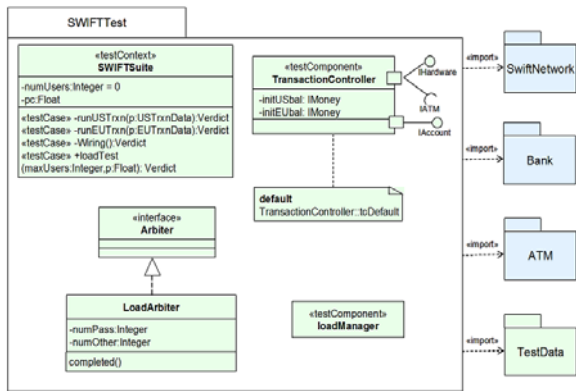 SWIFTTest
«testContext»
SWIFTSuite
-numUsers:Integer = 0
-pc:Float
«testCase» -runUSTrxn(p:USTrxnData):Verdict
«testCase» -runEUTrxn(p:EUTrxnData):Verdict
«testCase» -Wiring():Verdict
«testCase» +loadTest
(maxUsers:Integer,p:Float): Verdict
«testComponent»
TransactionController
-initUSbal: IMoney
-initEUbal: IMoney
IHardware
IATM
IAccount
default
TransactionController::tcDefault
«interface»
Arbiter
LoadArbiter
-numPass:Integer
-numOther:Integer
completed()
«testComponent»
loadManager
«import»
SwiftNetwork
«import»
Bank
«import»
ATM
«import»
TestData